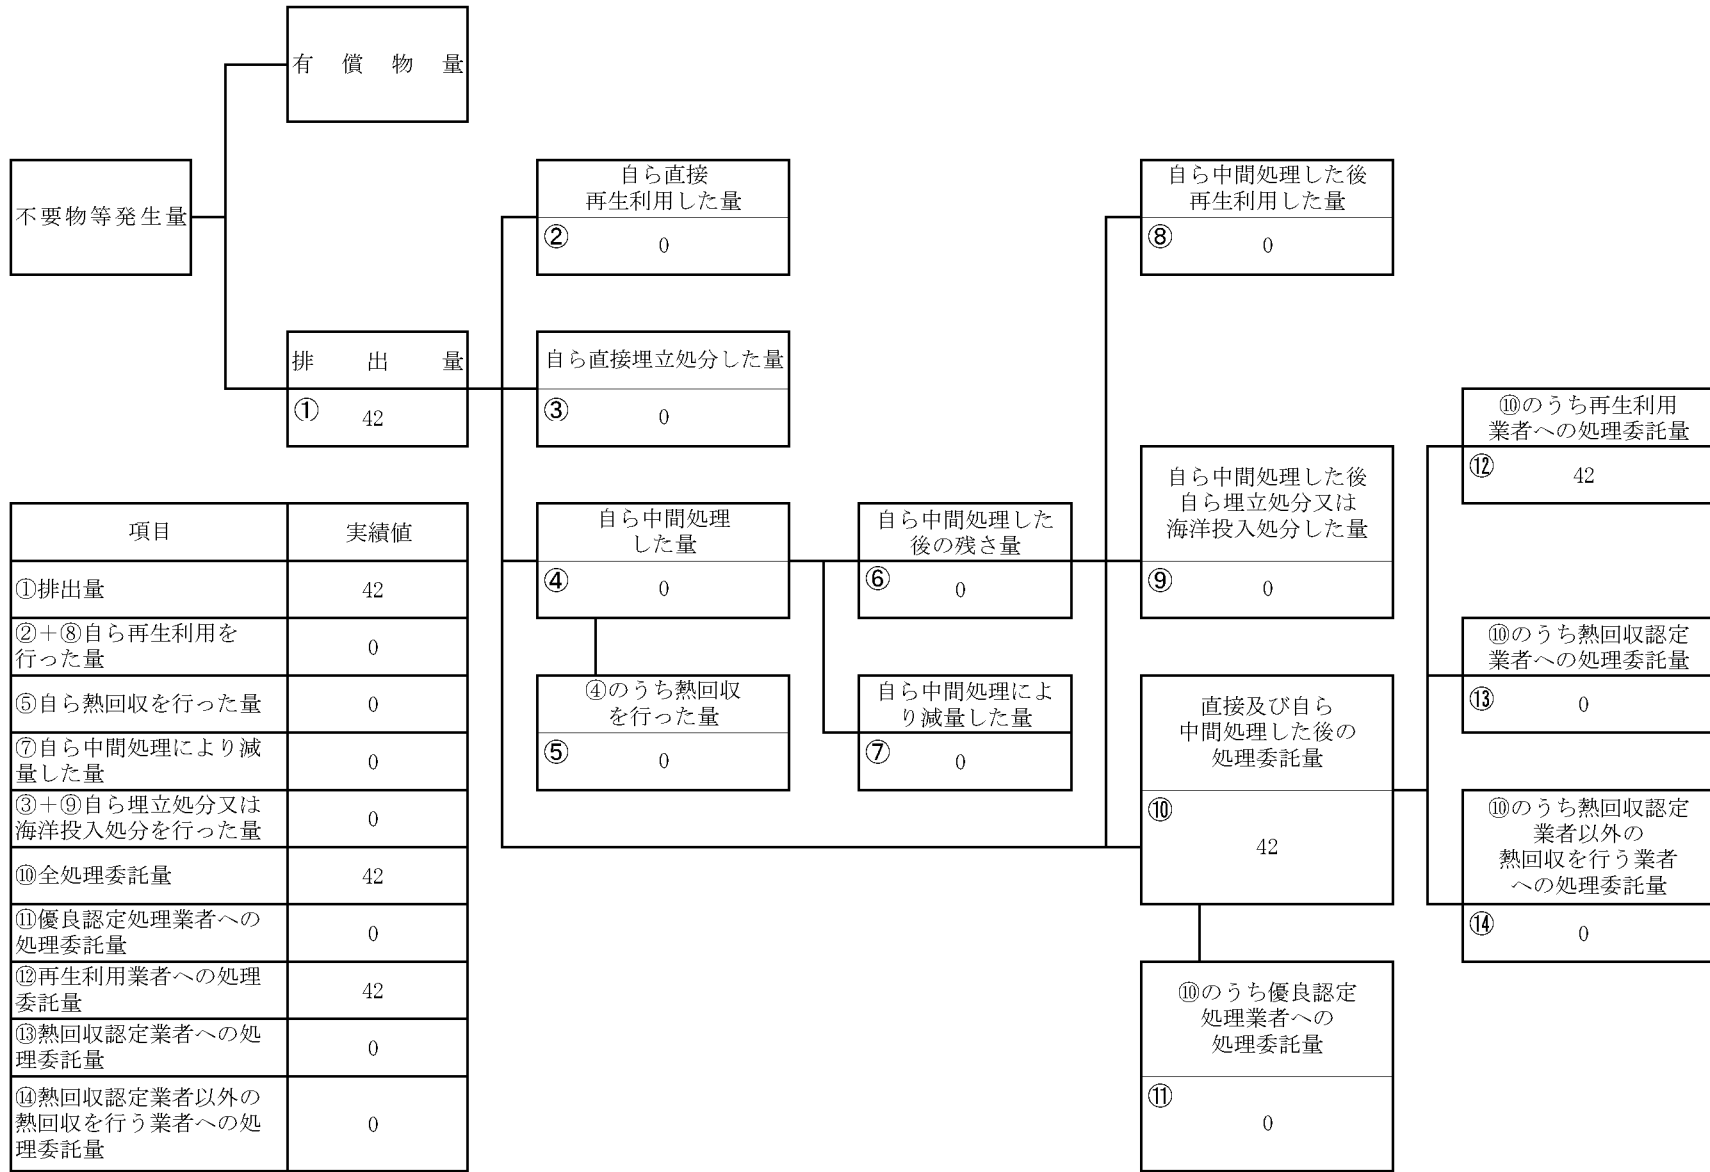 有償物量
不要物等発生量
自ら直接
再生利用した量
② 0
自ら中間処理した後
再生利用した量
⑧ 0
排出量
① 42
自ら直接埋立処分した量
③ 0
⑩のうち再生利用
業者への処理委託量
⑫ 42
自ら中間処理
した量
④ 0
自ら中間処理した
後の残さ量
⑥ 0
自ら中間処理した後
自ら埋立処分又は
海洋投入処分した量
⑨ 0
⑩のうち熱回収認定
業者への処理委託量
⑬ 0
④のうち熱回収
を行った量
⑤ 0
自ら中間処理によ
り減量した量
⑦ 0
直接及び自ら
中間処理した後の
処理委託量
⑩
42
⑩のうち熱回収認定
業者以外の
熱回収を行う業者
への処理委託量
⑭ 0
⑩のうち優良認定
処理業者への
処理委託量
⑪
0
項目 実績値
①排出量 42
②+⑧自ら再生利用を
行った量 0
⑤自ら熱回収を行った量 0
⑦自ら中間処理により減
量した量 0
③+⑨自ら埋立処分又は
海洋投入処分を行った量 0
⑩全処理委託量 42
⑪優良認定処理業者への
処理委託量 0
⑫再生利用業者への処理
委託量 42
⑬熱回収認定業者への処
理委託量 0
⑭熱回収認定業者以外の
熱回収を行う業者への処
理委託量 0